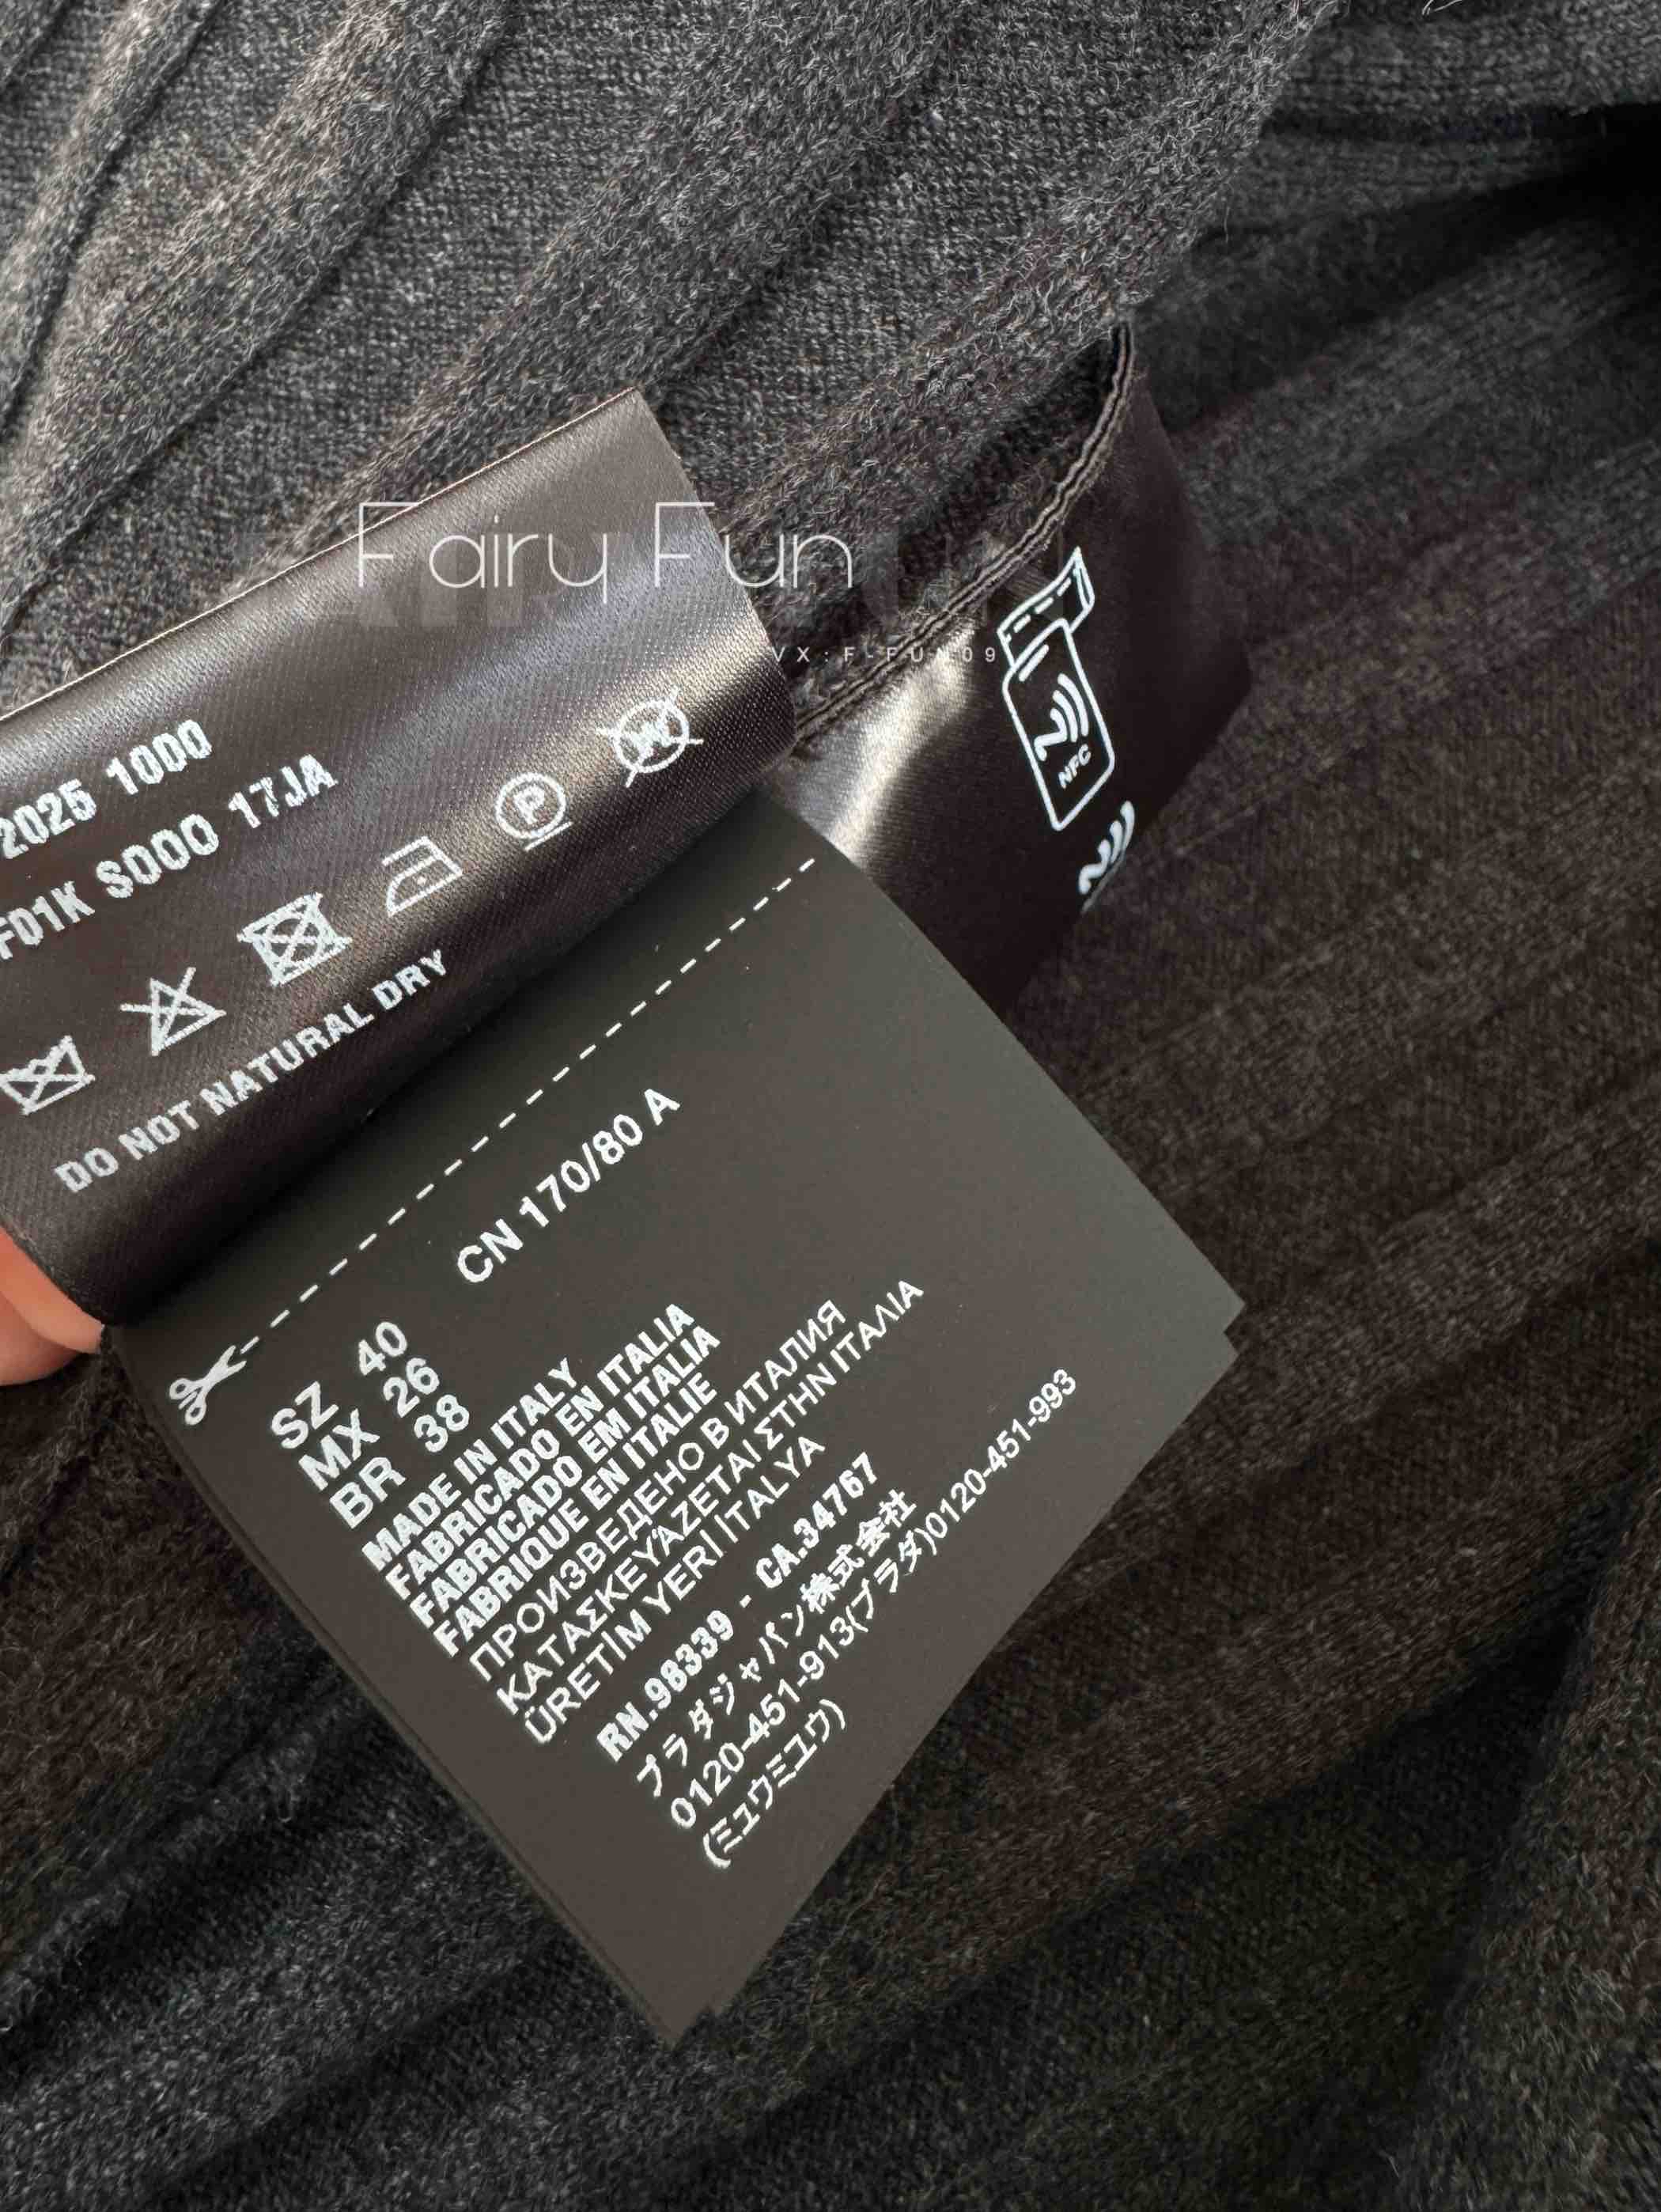 Fairy Fun
VX:F-FUN09
2025 1000
F01K S000 17JA
P
DO NOT NATURAL DRY
NFC
CN 170/80 A
SZ 40
MX 26
BR 38
MADE IN ITALY
FABRICADO EN ITALIA
FABRICADO EM ITALIA
FABRIQUE EN ITALIE
ПРОИЗВЕДЕНО В ИТАЛИЯ
ΚΑΤΑΣΚΕΥΆΖΕΤΑΙ ΣΤΗΝ ΙΤΑΛΙΑ
ÜRETİM YERİ İTALYA
RN.98339 - CA.34767
プラダジャパン株式会社
0120-451-913(プラダ)0120-451-993
(ミュウミュウ)